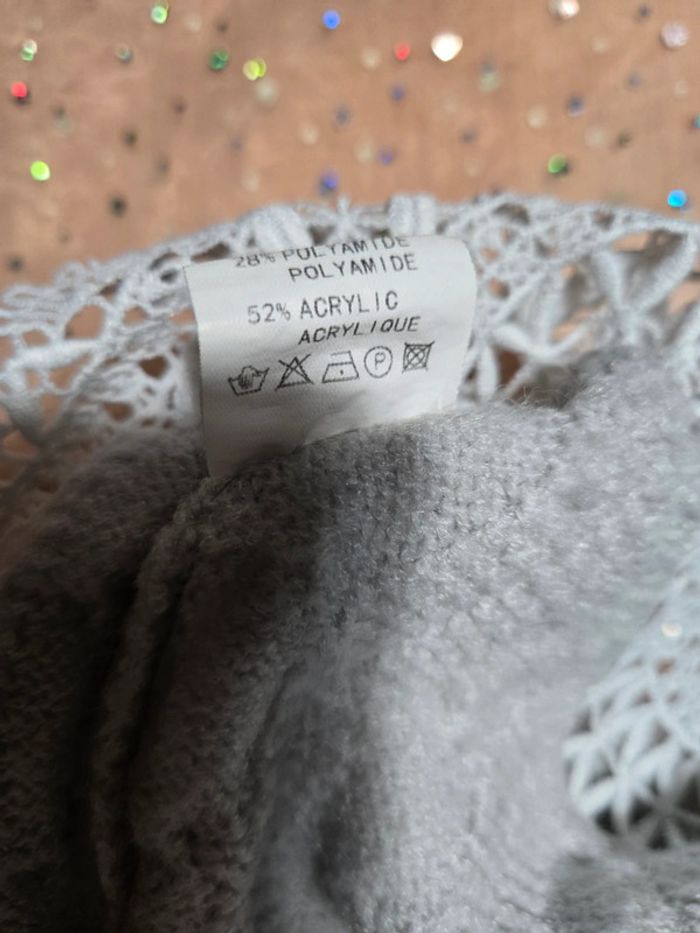 28% POLYAMIDE
POLYAMIDE
52% ACRYLIC
ACRYLIQUE
P